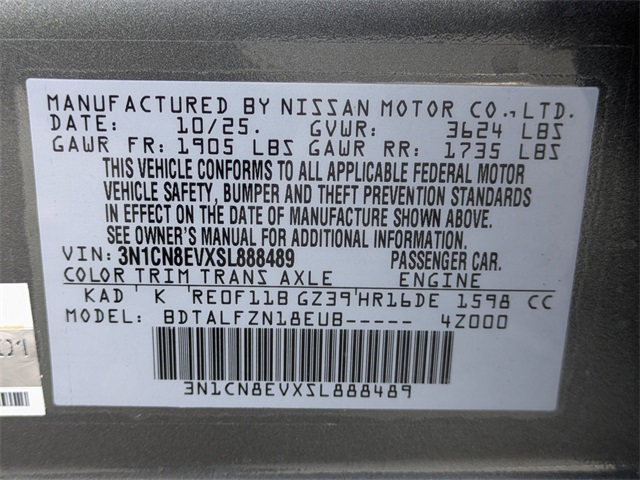 MANUFACTURED BY NISSAN MOTOR CO., LTD.
DATE: 10/25. GVWR: 3624 LBS
GAWR FR: 1905 LBS GAWR RR: 1735 LBS
THIS VEHICLE CONFORMS TO ALL APPLICABLE FEDERAL MOTOR
VEHICLE SAFETY, BUMPER AND THEFT PREVENTION STANDARDS
IN EFFECT ON THE DATE OF MANUFACTURE SHOWN ABOVE.
SEE OWNER'S MANUAL FOR ADDITIONAL INFORMATION.
VIN: 3N1CN8EVXSL888489 PASSENGER CAR.
COLOR TRIM TRANS AXLE ENGINE
KAD K RE0F11B GZ39 HR16DE 1598 CC
MODEL: BDTALFZN18EUB----- 4Z000
3N1CN8EVXSL888489